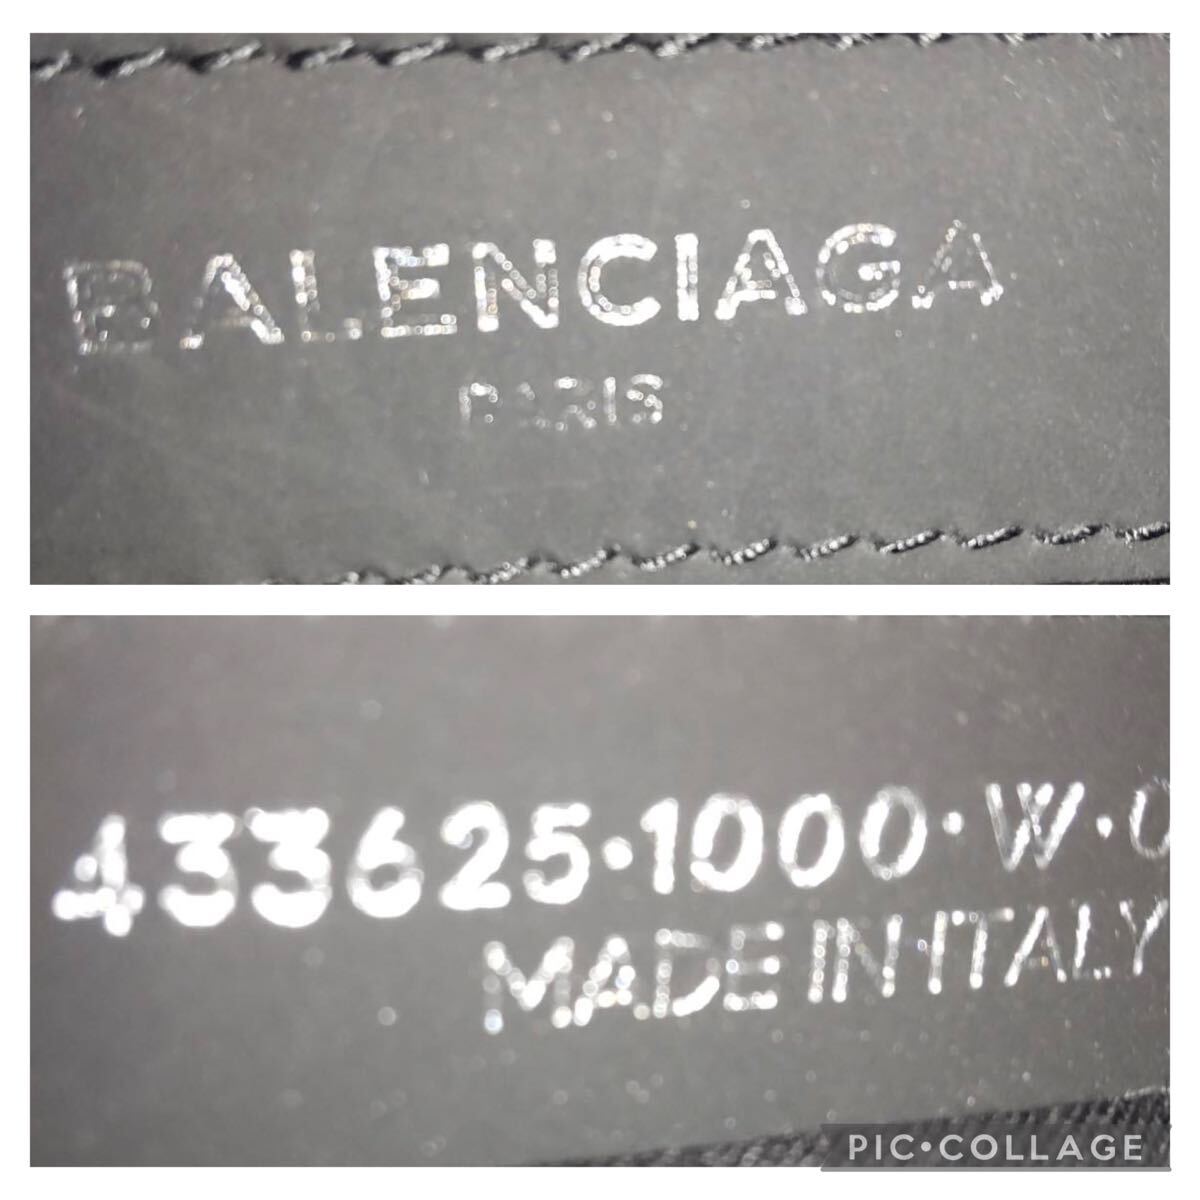 BALENCIAGA
PARIS
433625·1000·W·
MADE IN ITALY
PIC•COLLAGE